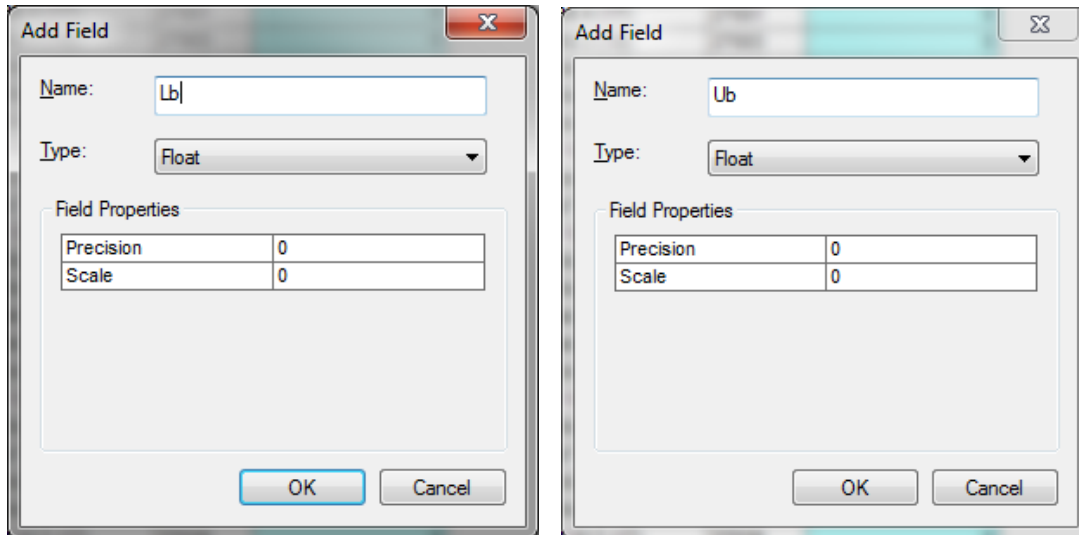 Add Field
Name: Lb
Type: Float
Field Properties
Precision 0
Scale 0
OK Cancel
Add Field
Name: Ub
Type: Float
Field Properties
Precision 0
Scale 0
OK Cancel